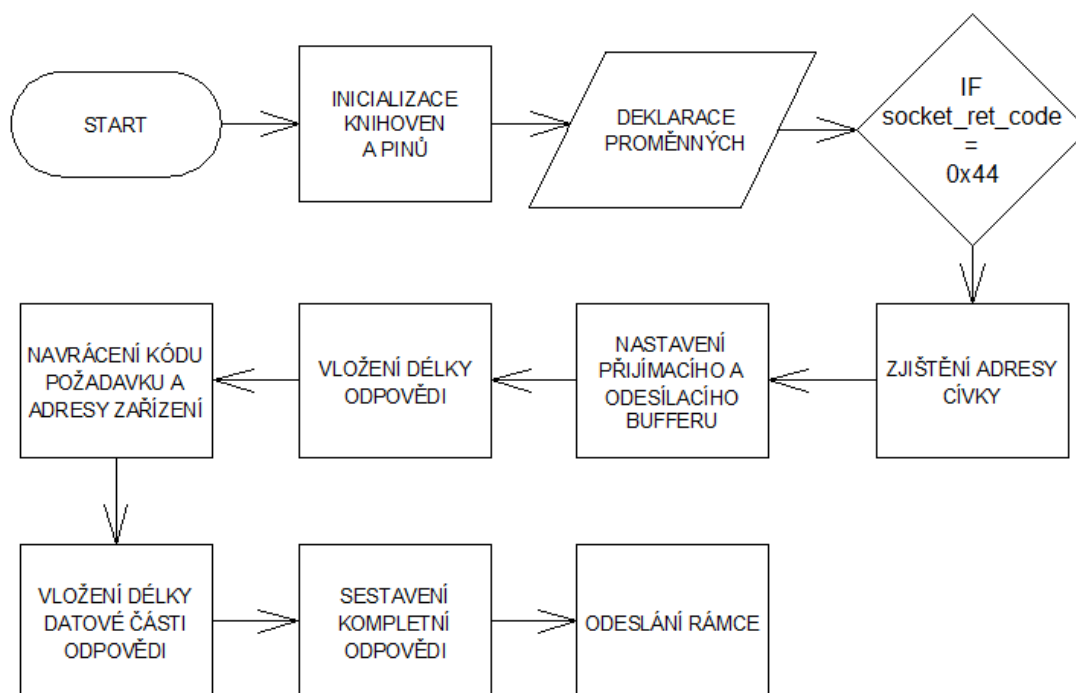 START
INICIALIZACE
KNIHOVEN
A PINŮ
DEKLARACE
PROMĚNNÝCH
IF
socket_ret_code
=
0x44
ZJIŠTĚNÍ ADRESY
CÍVKY
NASTAVENÍ
PŘIJÍMACÍHO A
ODESÍLACÍHO
BUFFERU
VLOŽENÍ DÉLKY
ODPOVĚDI
NAVRÁCENÍ KÓDU
POŽADAVKU A
ADRESY ZAŘÍZENÍ
VLOŽENÍ DÉLKY
DATOVÉ ČÁSTI
ODPOVĚDI
SESTAVENÍ
KOMPLETNÍ
ODPOVĚDI
ODESLÁNÍ RÁMCE